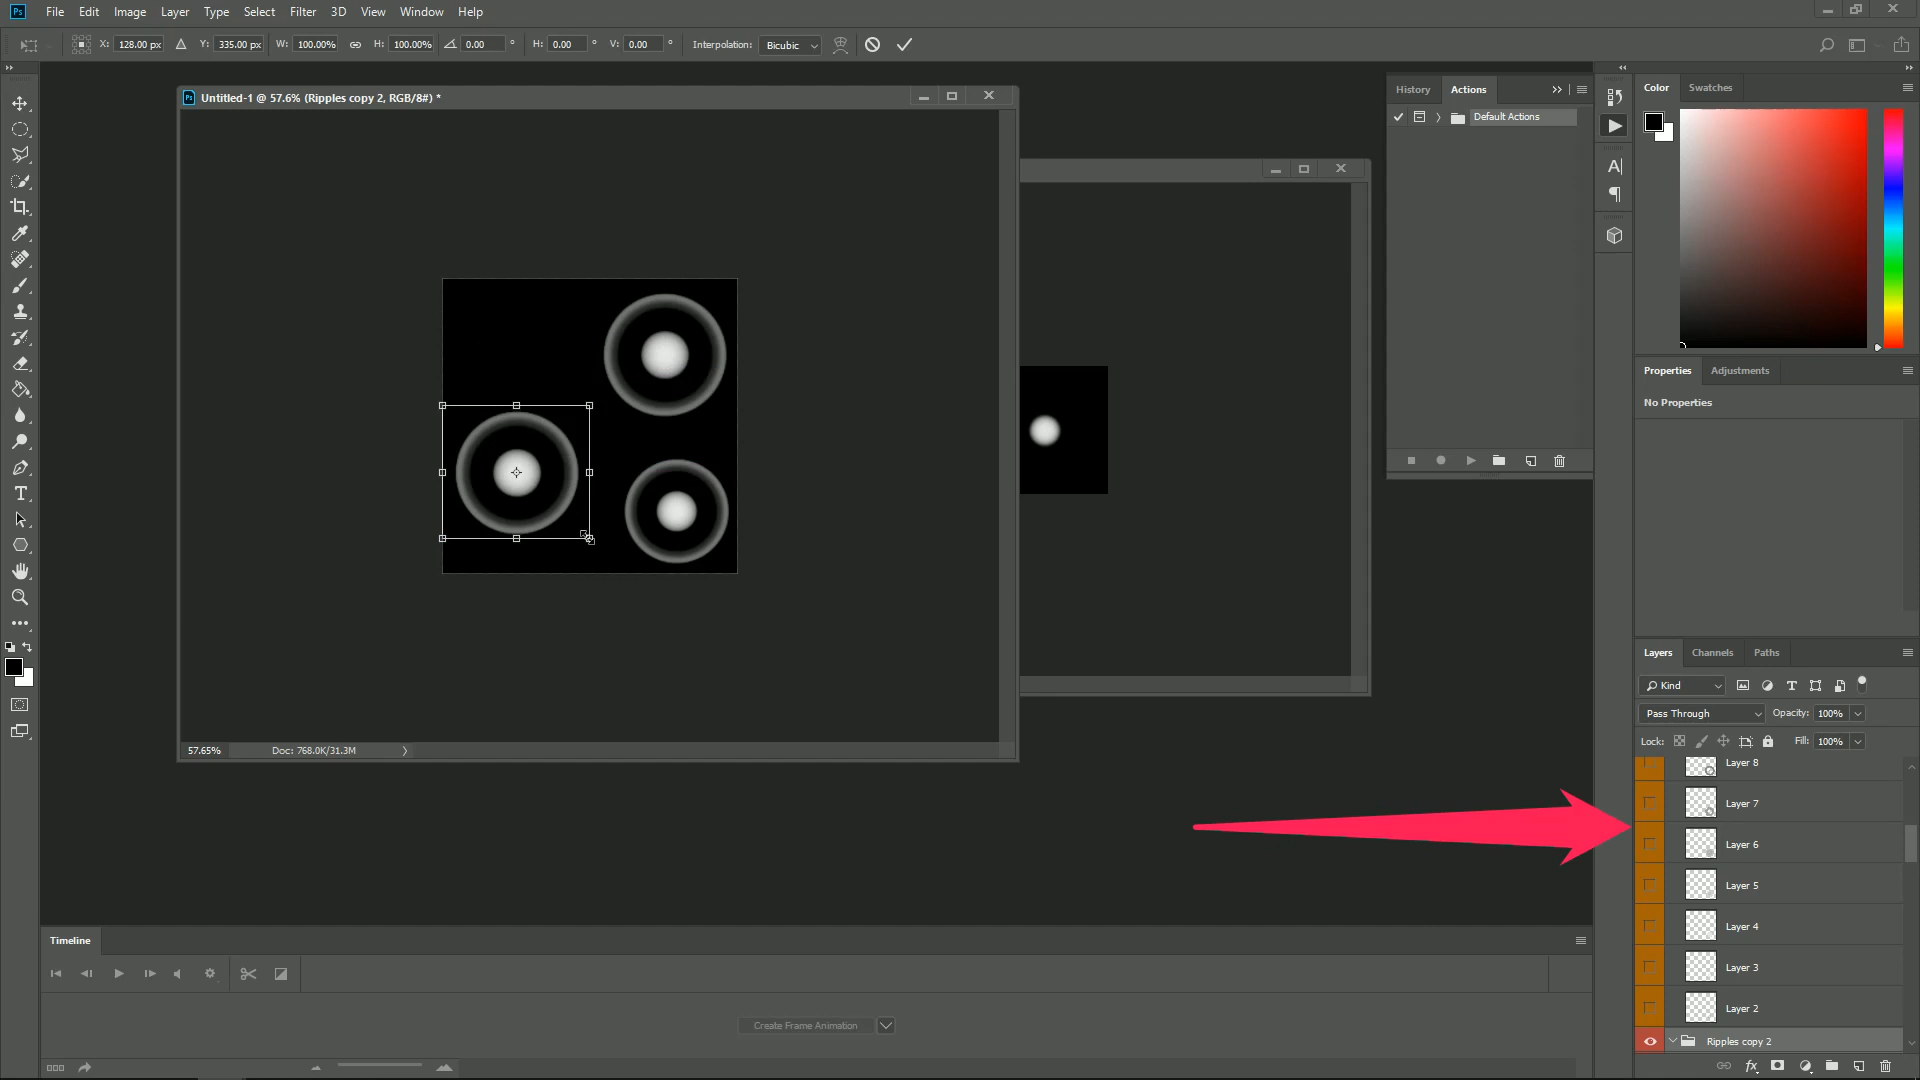 Ps File Edit Image Layer Type Select Filter 3D View Window Help
X: 128.00 px Y: 335.00 px W: 100.00% H: 100.00% 0.00 ° H: 0.00 ° V: 0.00 ° Interpolation: Bicubic
Ps Untitled-1 @ 57.6% (Ripples copy 2, RGB/8#) *
History Actions
Default Actions
Color Swatches
Properties Adjustments
No Properties
Layers Channels Paths
Kind
Pass Through Opacity: 100%
Lock: Fill: 100%
Layer 8
Layer 7
Layer 6
Layer 5
Layer 4
Layer 3
Layer 2
Ripples copy 2
fx
57.65% Doc: 768.0K/31.3M
Timeline
Create Frame Animation